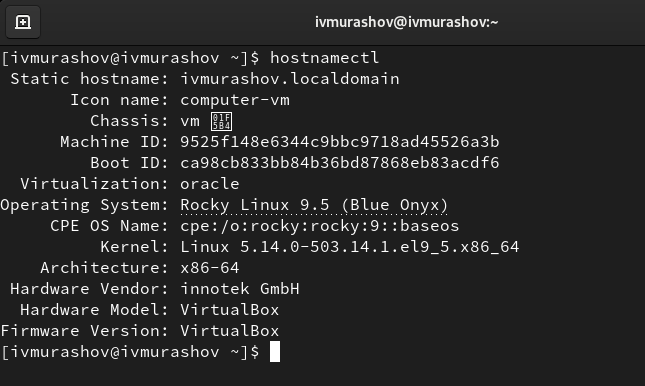 ivmurashov@ivmurashov:~
[ivmurashov@ivmurashov ~]$ hostnamectl
Static hostname: ivmurashov.localdomain
Icon name: computer-vm
Chassis: vm 🖴
Machine ID: 9525f148e6344c9bbc9718ad45526a3b
Boot ID: ca98cb833bb84b36bd87868eb83acdf6
Virtualization: oracle
Operating System: Rocky Linux 9.5 (Blue Onyx)
CPE OS Name: cpe:/o:rocky:rocky:9::baseos
Kernel: Linux 5.14.0-503.14.1.el9_5.x86_64
Architecture: x86-64
Hardware Vendor: innotek GmbH
Hardware Model: VirtualBox
Firmware Version: VirtualBox
[ivmurashov@ivmurashov ~]$